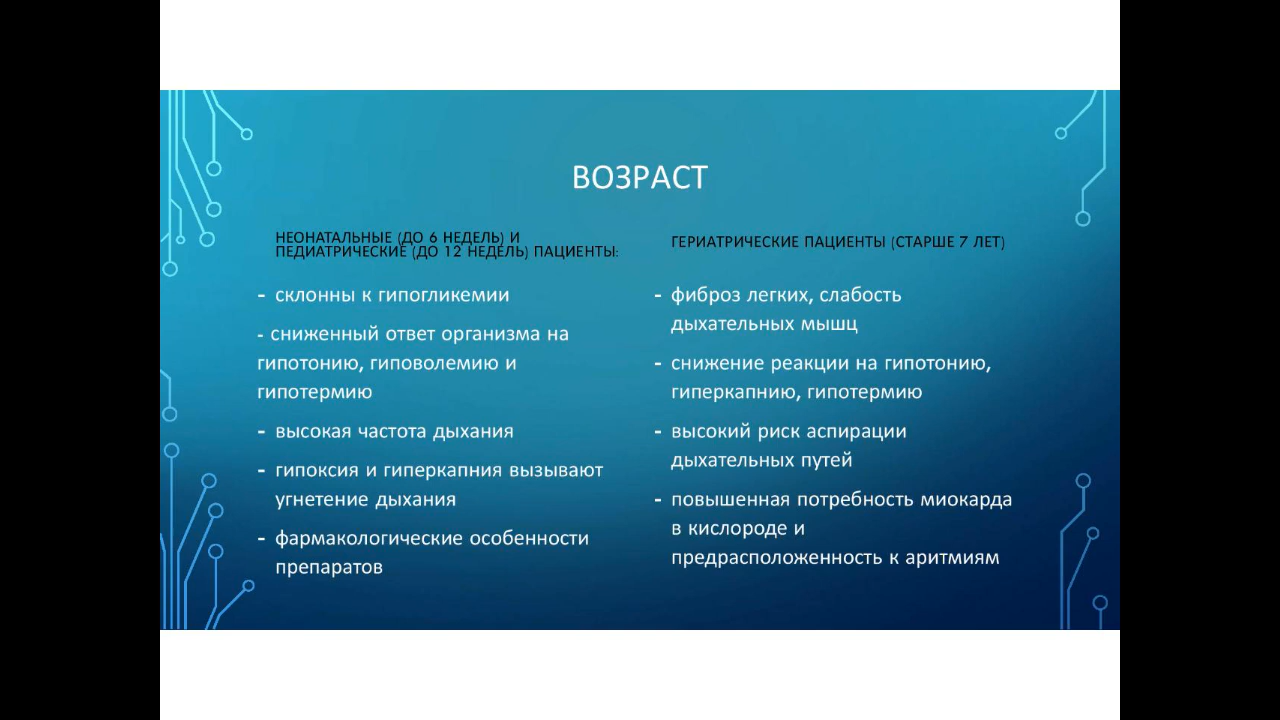 ВОЗРАСТ
НЕОНАТАЛЬНЫЕ (ДО 6 НЕДЕЛЬ) И
ПЕДИАТРИЧЕСКИЕ (ДО 12 НЕДЕЛЬ) ПАЦИЕНТЫ:
- склонны к гипогликемии
- сниженный ответ организма на
гипотонию, гиповолемию и
гипотермию
- высокая частота дыхания
- гипоксия и гиперкапния вызывают
угнетение дыхания
- фармакологические особенности
препаратов
ГЕРИАТРИЧЕСКИЕ ПАЦИЕНТЫ (СТАРШЕ 7 ЛЕТ)
- фиброз легких, слабость
дыхательных мышц
- снижение реакции на гипотонию,
гиперкапнию, гипотермию
- высокий риск аспирации
дыхательных путей
- повышенная потребность миокарда
в кислороде и
предрасположенность к аритмиям